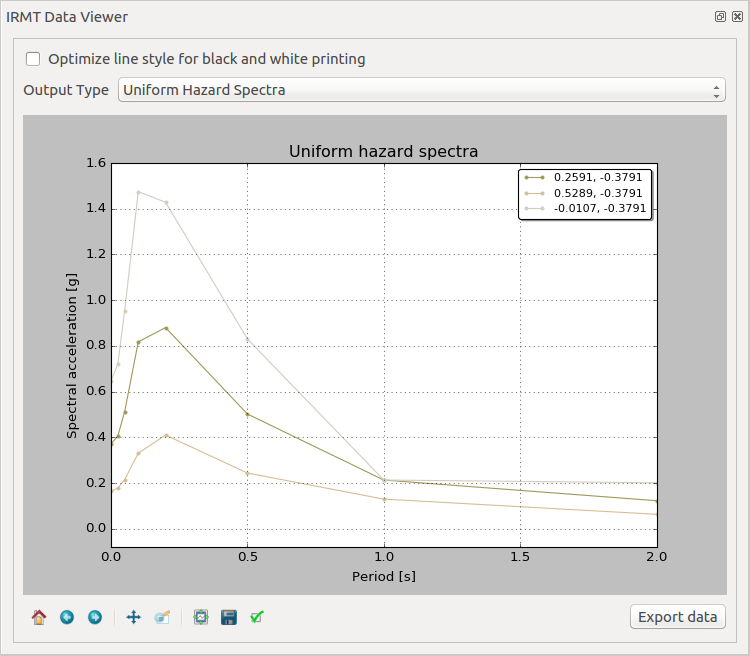 IRMT Data Viewer
Optimize line style for black and white printing
Output Type Uniform Hazard Spectra
Uniform hazard spectra
0.2591, -0.3791
0.5289, -0.3791
-0.0107, -0.3791
1.6
1.4
1.2
1.0
0.8
0.6
0.4
0.2
0.0
Spectral acceleration [g]
0.0 0.5 1.0 1.5 2.0
Period [s]
Export data